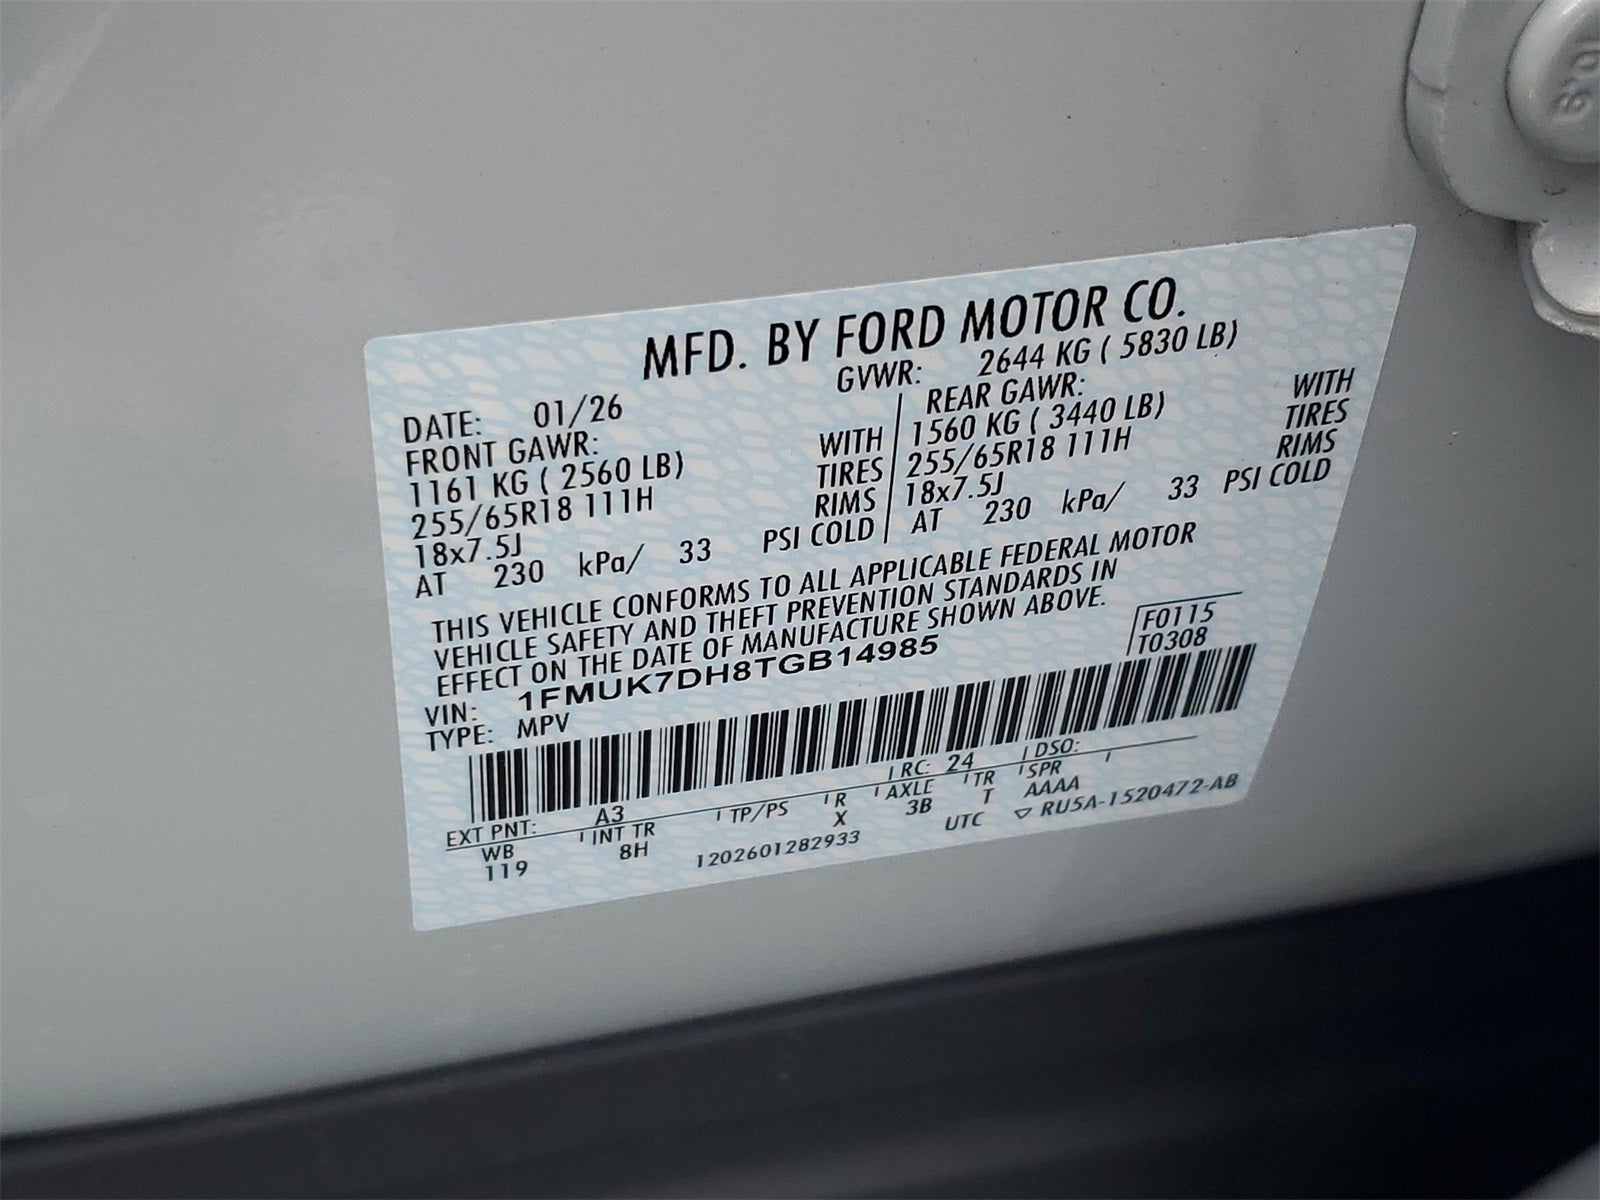 MFD. BY FORD MOTOR CO.
DATE: 01/26 GVWR: 2644 KG ( 5830 LB)
FRONT GAWR: REAR GAWR:
1161 KG ( 2560 LB) WITH 1560 KG ( 3440 LB) WITH
255/65R18 111H TIRES 255/65R18 111H TIRES
18x7.5J RIMS 18x7.5J RIMS
AT 230 kPa/ 33 PSI COLD AT 230 kPa/ 33 PSI COLD
THIS VEHICLE CONFORMS TO ALL APPLICABLE FEDERAL MOTOR
VEHICLE SAFETY AND THEFT PREVENTION STANDARDS IN
EFFECT ON THE DATE OF MANUFACTURE SHOWN ABOVE.
VIN: 1FMUK7DH8TGB14985 F0115
TYPE: MPV T0308
EXT PNT: A3 RC: 24 DSO:
WB INT TR TP/PS R AXLE TR SPR
119 8H X 3B T AAAA
1202601282933 UTC ▽ RU5A-1520472-AB